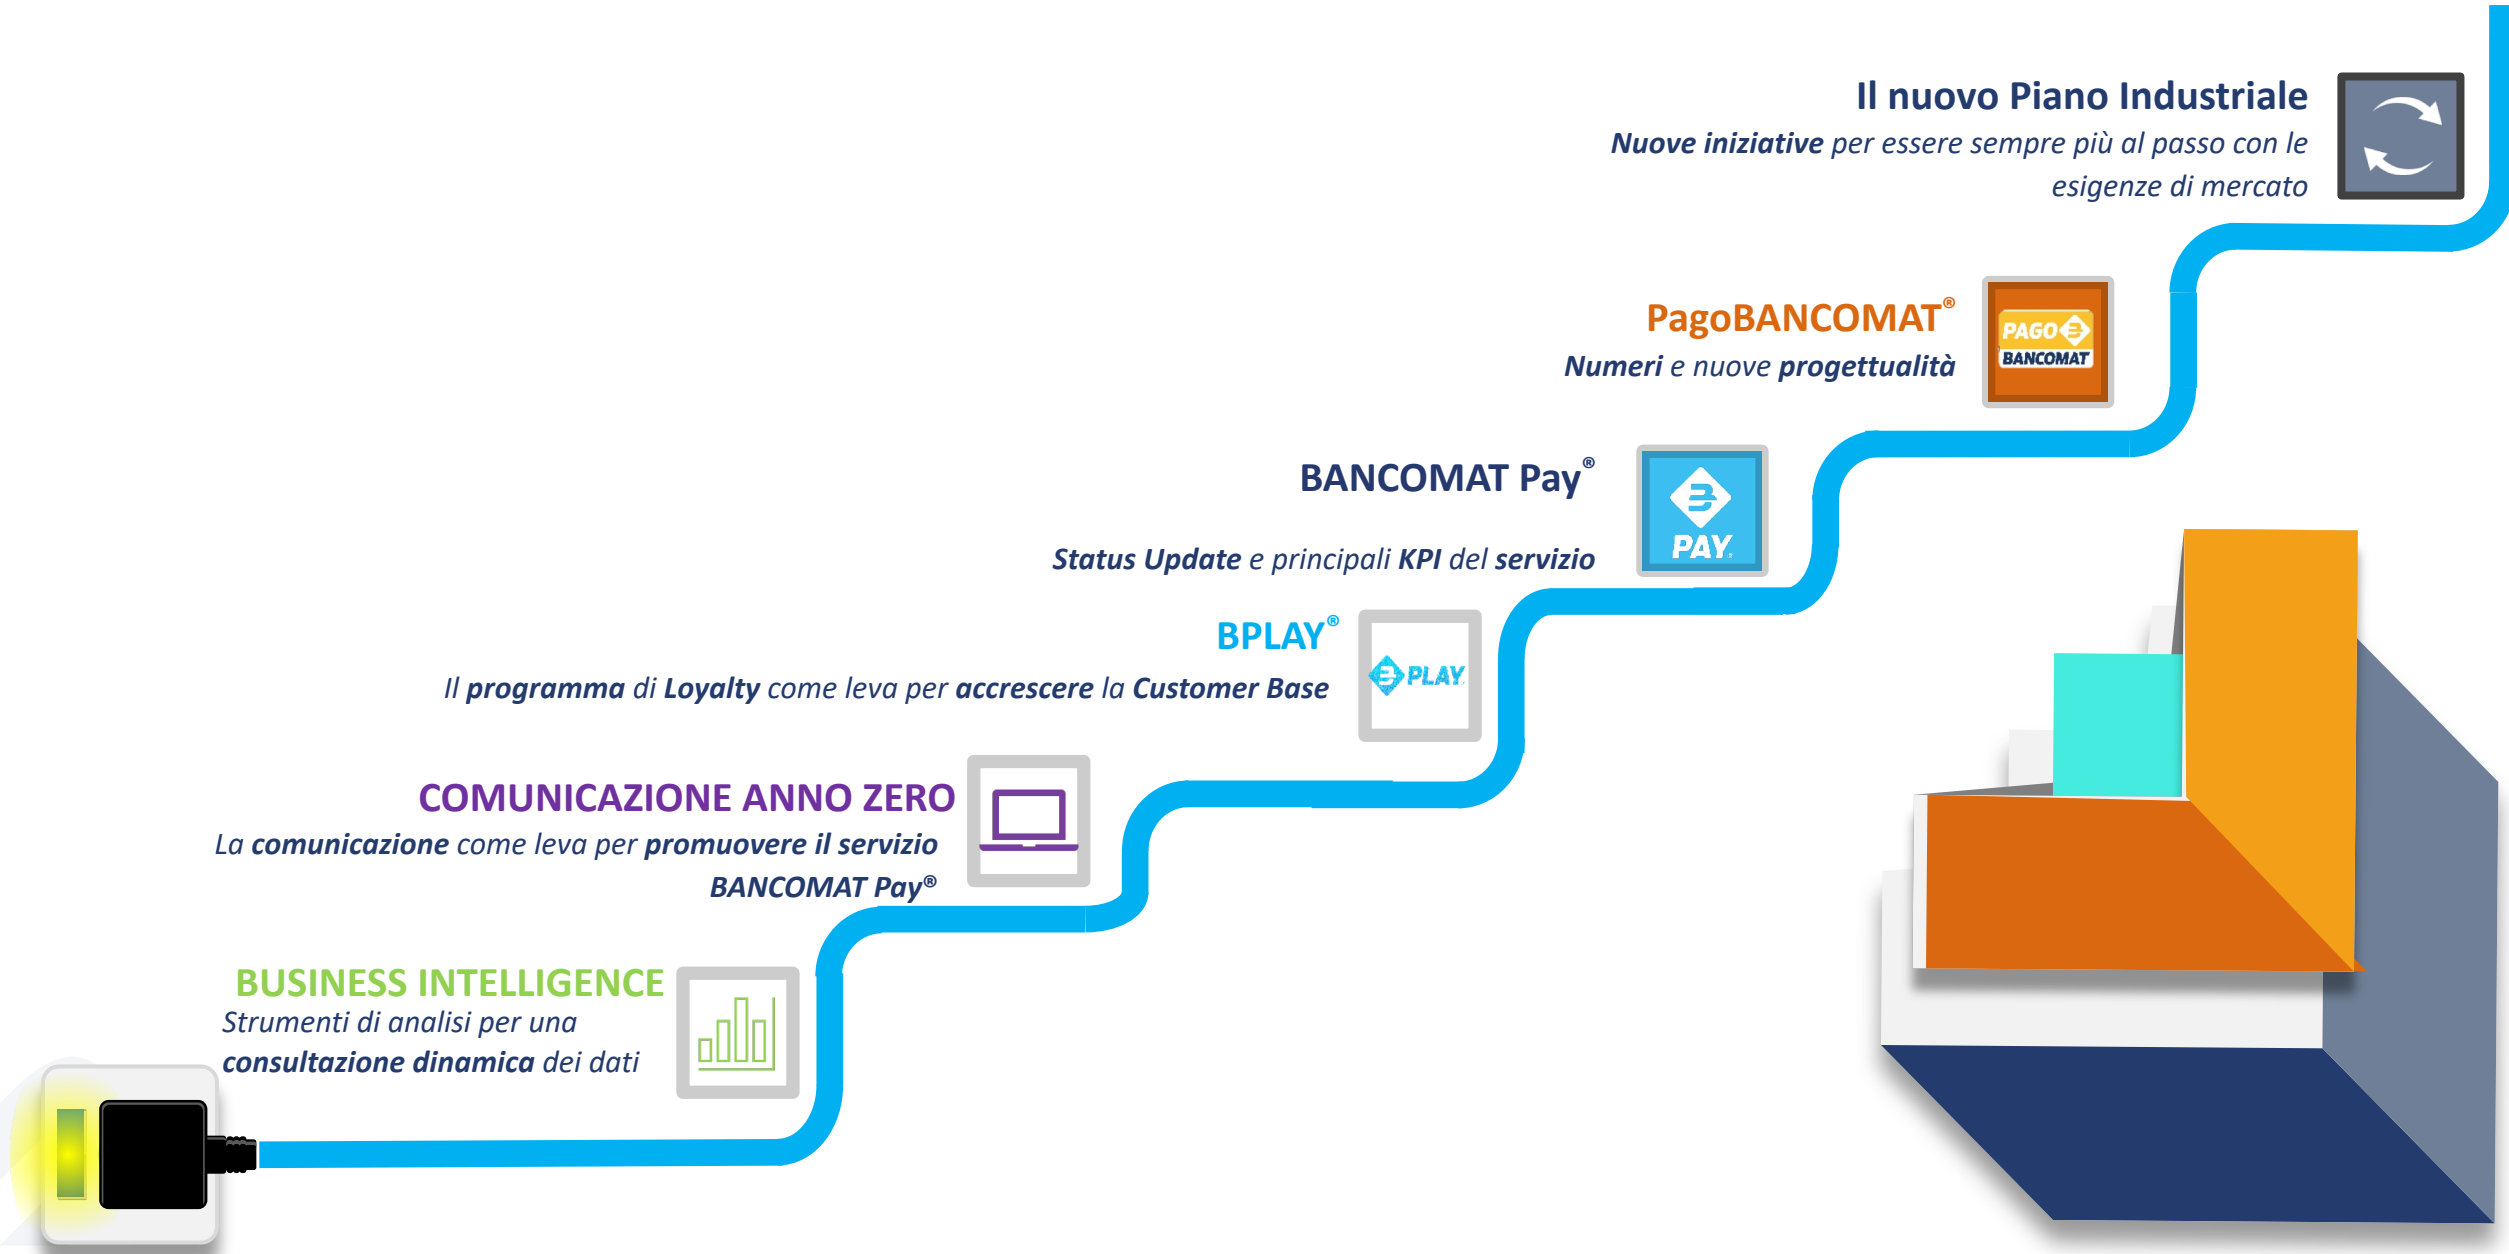 Il nuovo Piano Industriale
Nuove iniziative per essere sempre più al passo con le
esigenze di mercato
PagoBANCOMAT®
Numeri e nuove progettualità
PAGO
BANCOMAT
BANCOMAT Pay®
Status Update e principali KPI del servizio
PAY
BPLAY®
Il programma di Loyalty come leva per accrescere la Customer Base
PLAY
COMUNICAZIONE ANNO ZERO
La comunicazione come leva per promuovere il servizio
BANCOMAT Pay®
BUSINESS INTELLIGENCE
Strumenti di analisi per una
consultazione dinamica dei dati